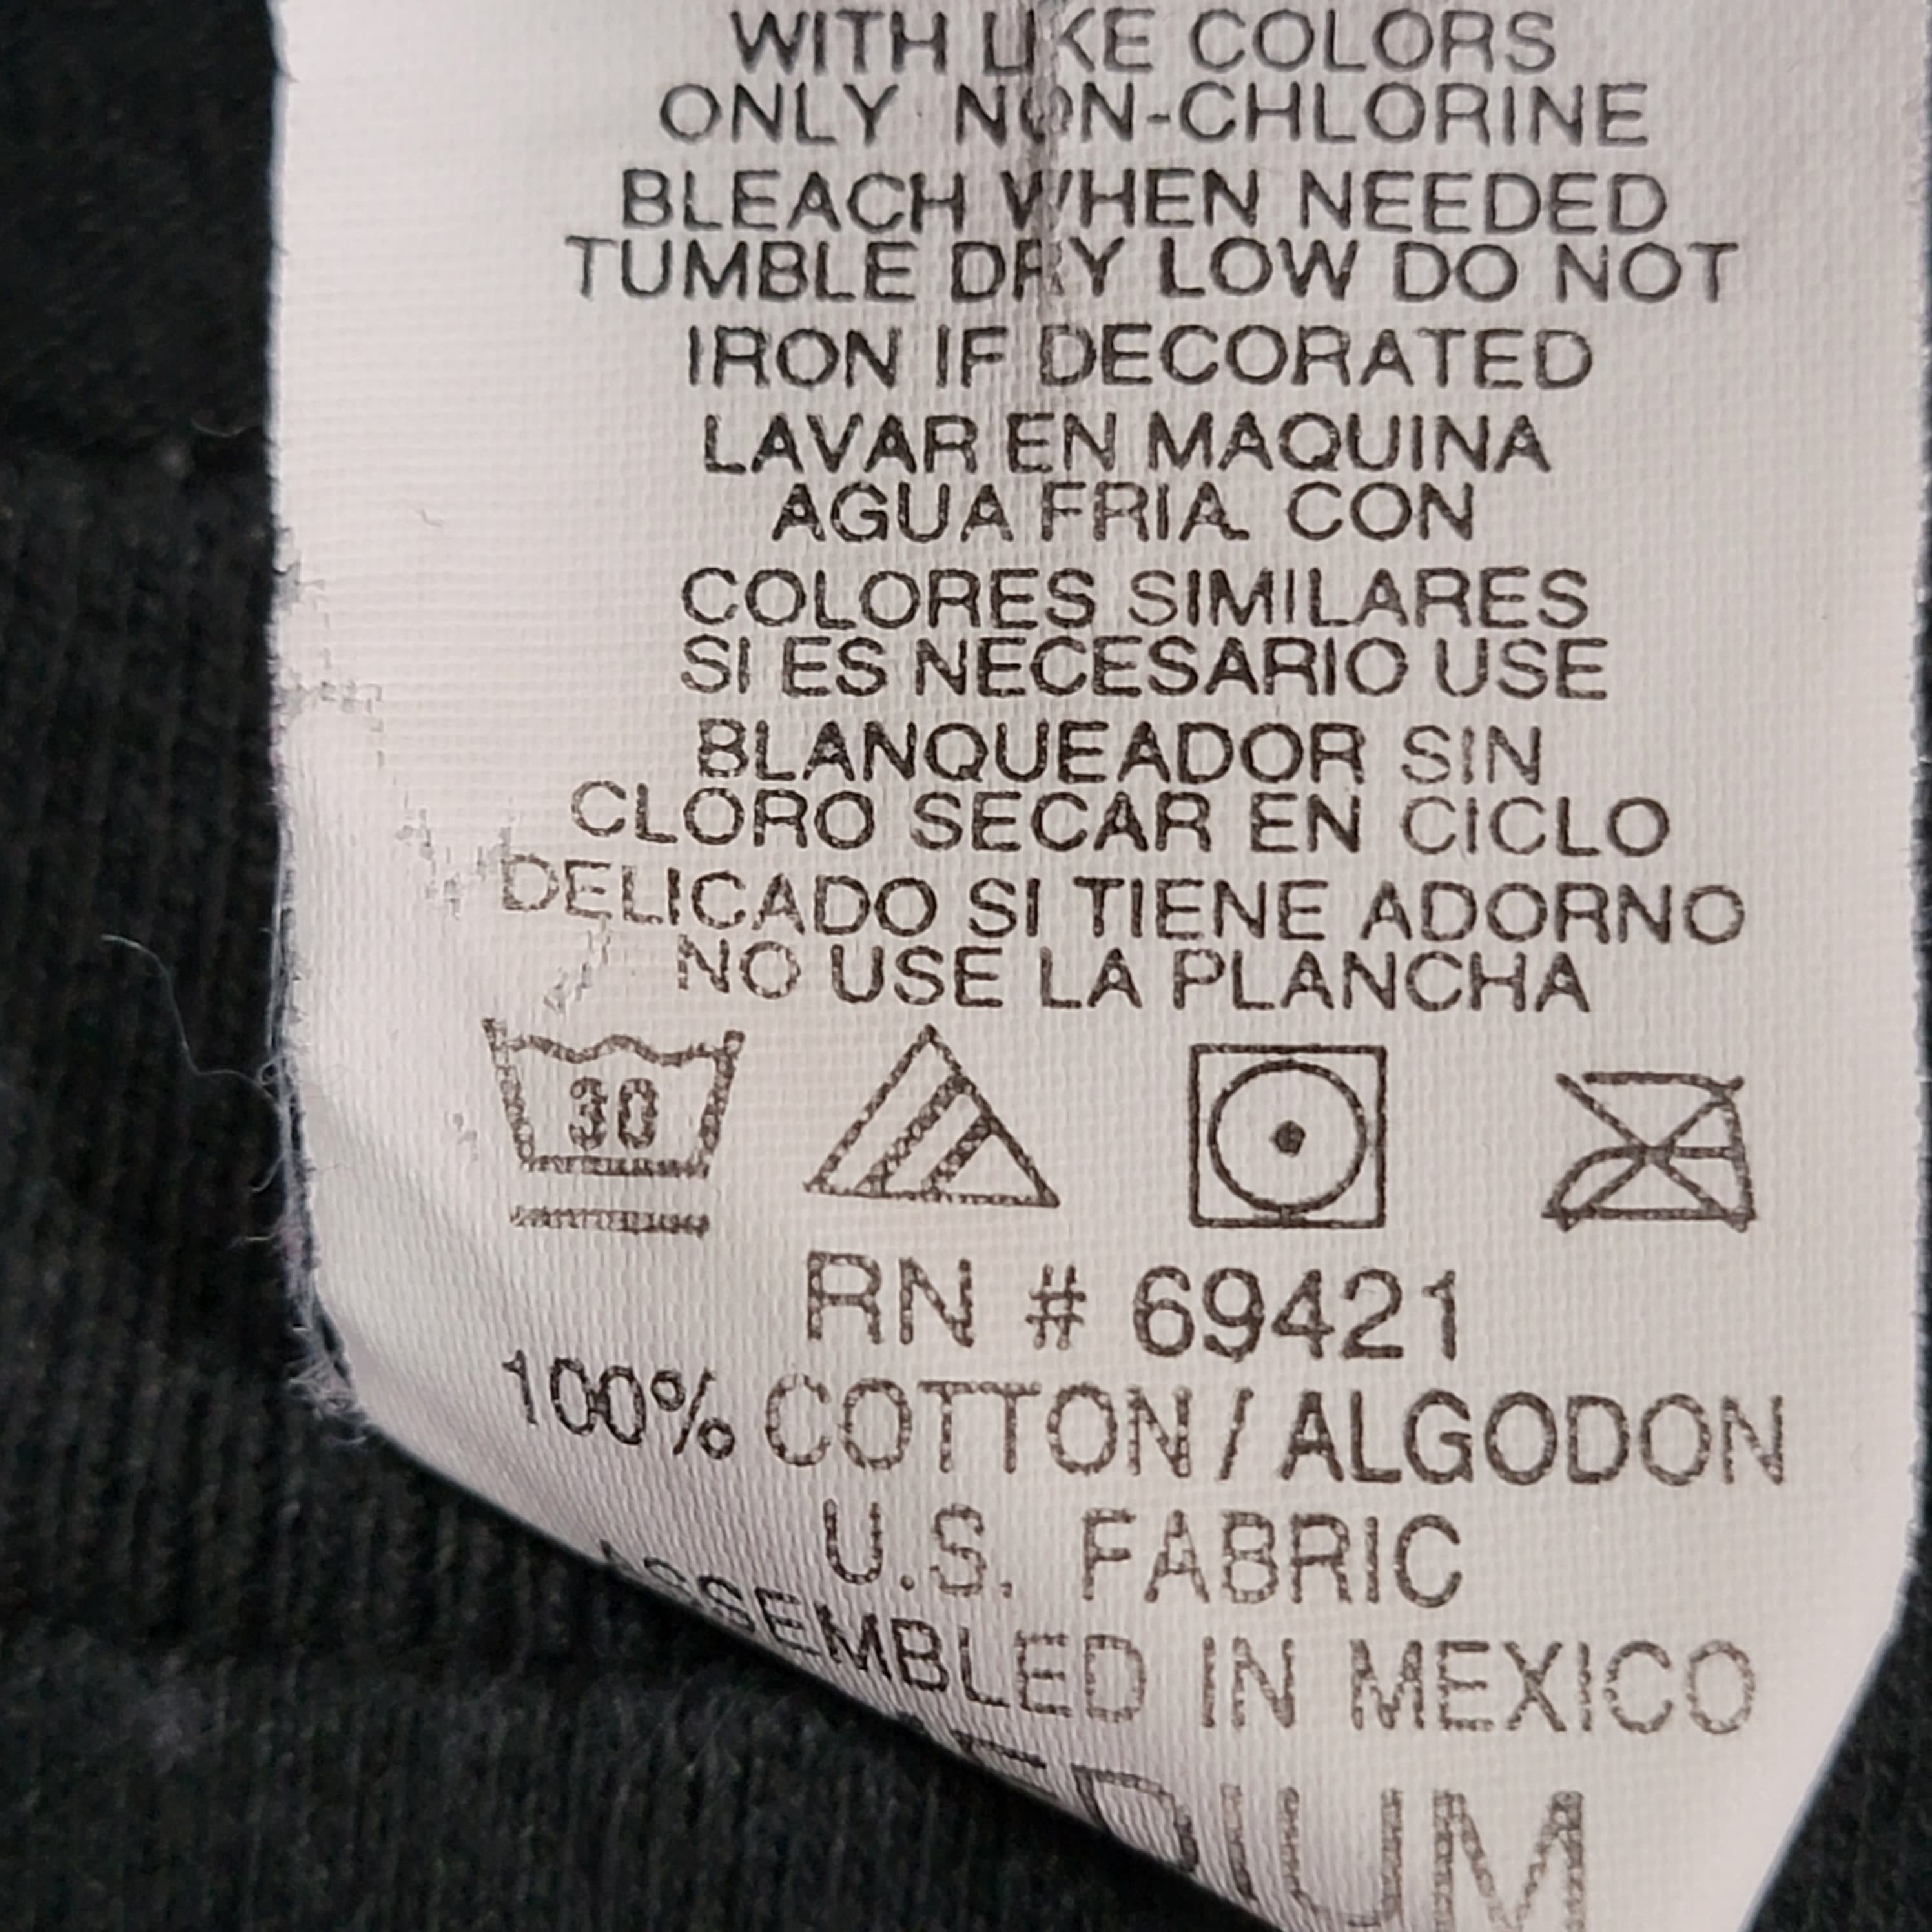 WITH LIKE COLORS
ONLY NON-CHLORINE
BLEACH WHEN NEEDED
TUMBLE DRY LOW DO NOT
IRON IF DECORATED
LAVAR EN MAQUINA
AGUA FRIA. CON
COLORES SIMILARES
SI ES NECESARIO USE
BLANQUEADOR SIN
CLORO SECAR EN CICLO
DELICADO SI TIENE ADORNO
NO USE LA PLANCHA
30
RN # 69421
100% COTTON / ALGODON
U.S. FABRIC
ASSEMBLED IN MEXICO
MEDIUM